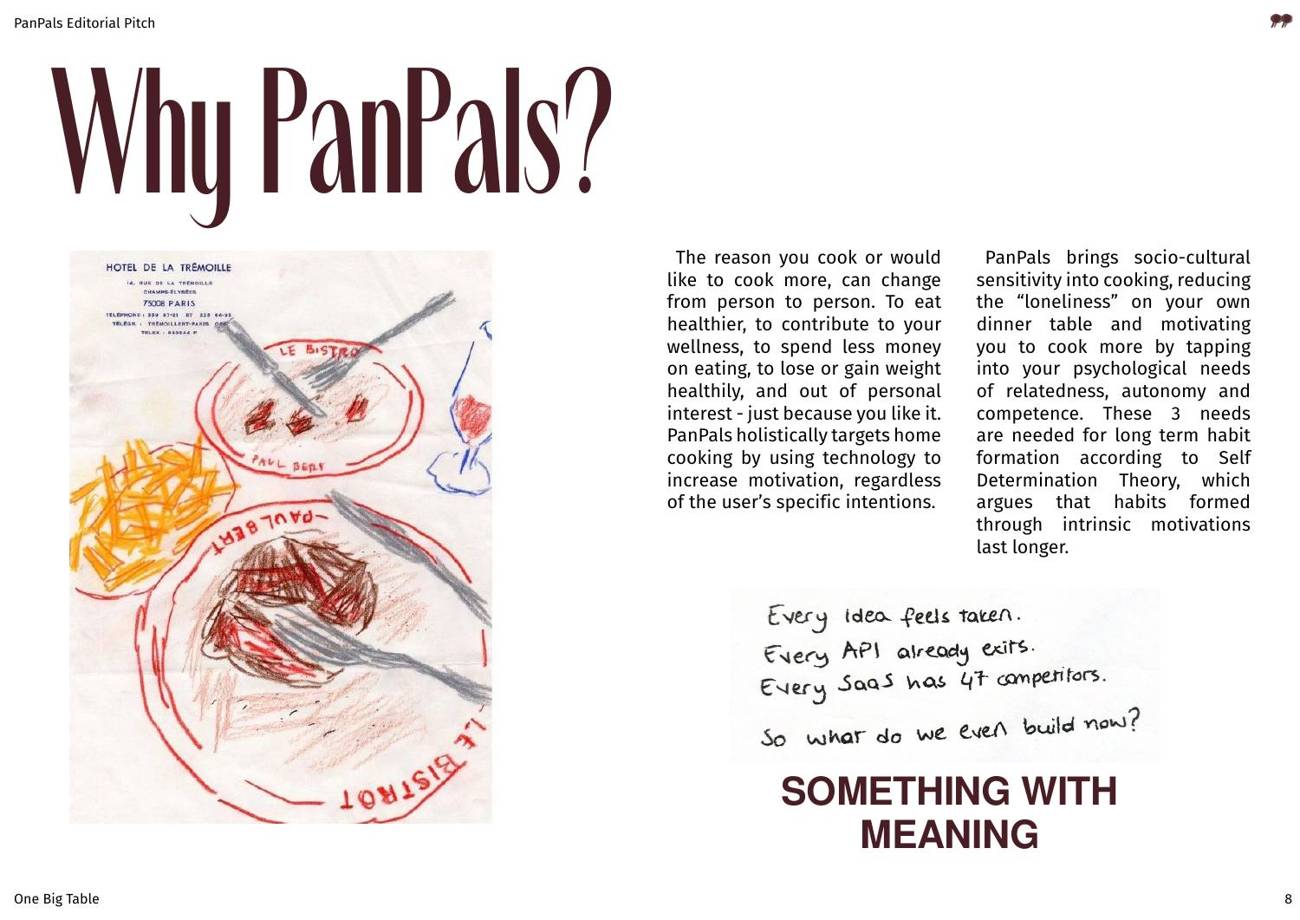 PanPals Editorial Pitch
Why PanPals?
HOTEL DE LA TRÉMOILLE
14, RUE DE LA TRÉMOILLE
CHAMPS-ÉLYSÉES
75008 PARIS
LE BISTRO
PAUL BERT
PAUL BERT
LE BISTROT
The reason you cook or would
like to cook more, can change
from person to person. To eat
healthier, to contribute to your
wellness, to spend less money
on eating, to lose or gain weight
healthily, and out of personal
interest - just because you like it.
PanPals holistically targets home
cooking by using technology to
increase motivation, regardless
of the user’s specific intentions.
PanPals brings socio-cultural
sensitivity into cooking, reducing
the “loneliness” on your own
dinner table and motivating
you to cook more by tapping
into your psychological needs
of relatedness, autonomy and
competence. These 3 needs
are needed for long term habit
formation according to Self
Determination Theory, which
argues that habits formed
through intrinsic motivations
last longer.
Every idea feels taken.
Every API already exits.
Every SaaS has 47 competitors.
So what do we even build now?
SOMETHING WITH
MEANING
One Big Table
8